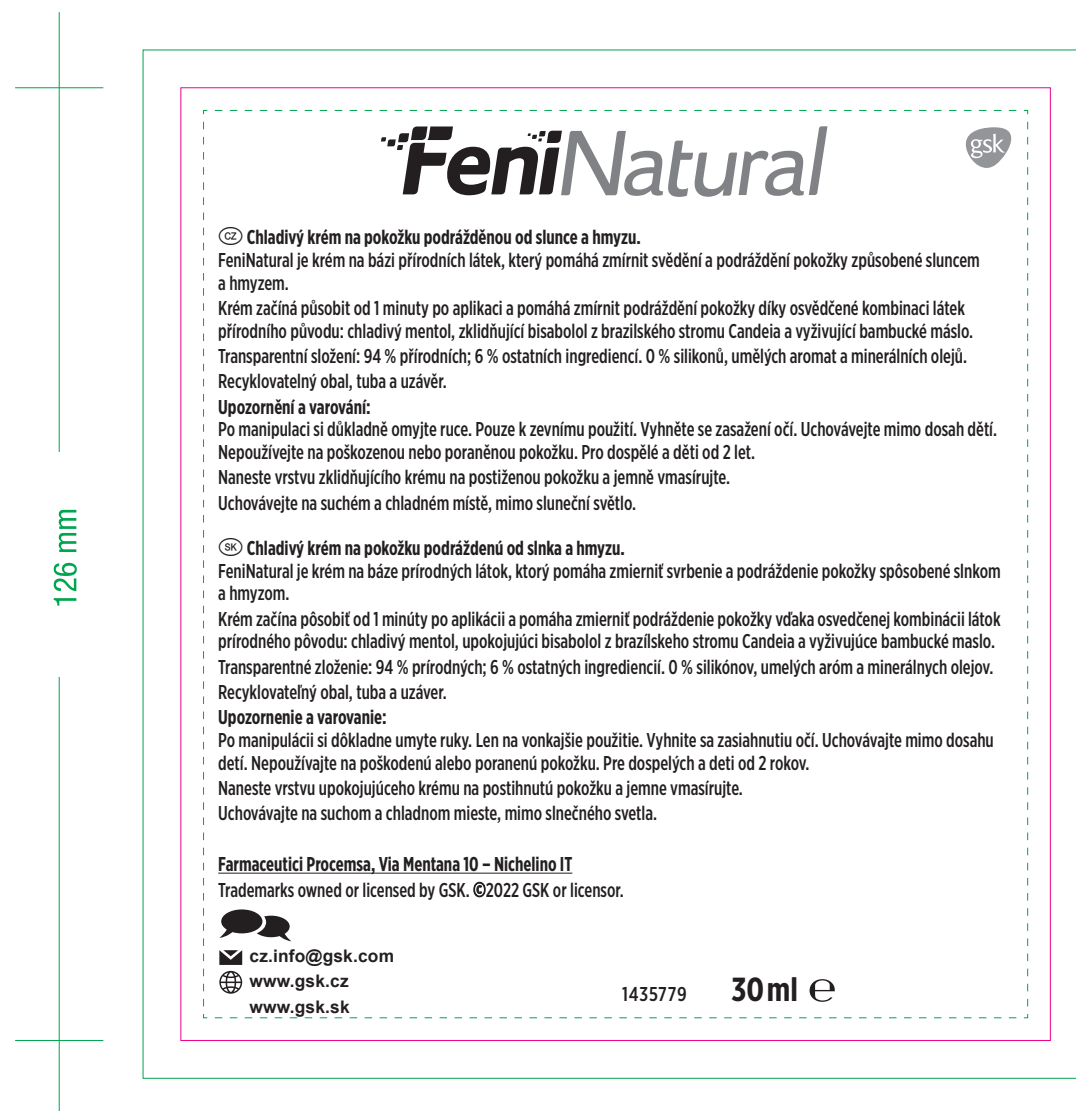 FeniNatural
gsk
CZ Chladivý krém na pokožku podrážděnou od slunce a hmyzu.
FeniNatural je krém na bázi přírodních látek, který pomáhá zmírnit svědění a podráždění pokožky způsobené sluncem
a hmyzem.
Krém začíná působit od 1 minuty po aplikaci a pomáhá zmírnit podráždění pokožky díky osvědčené kombinaci látek
přírodního původu: chladivý mentol, zklidňující bisabolol z brazilského stromu Candeia a vyživující bambucké máslo.
Transparentní složení: 94 % přírodních; 6 % ostatních ingrediencí. 0 % silikonů, umělých aromat a minerálních olejů.
Recyklovatelný obal, tuba a uzávěr.
Upozornění a varování:
Po manipulaci si důkladně omyjte ruce. Pouze k zevnímu použití. Vyhněte se zasažení očí. Uchovávejte mimo dosah dětí.
Nepoužívejte na poškozenou nebo poraněnou pokožku. Pro dospělé a děti od 2 let.
Naneste vrstvu zklidňujícího krému na postiženou pokožku a jemně vmasírujte.
Uchovávejte na suchém a chladném místě, mimo sluneční světlo.
SK Chladivý krém na pokožku podráždenú od slnka a hmyzu.
FeniNatural je krém na báze prírodných látok, ktorý pomáha zmierniť svrbenie a podráždenie pokožky spôsobené slnkom
a hmyzom.
Krém začína pôsobiť od 1 minúty po aplikácii a pomáha zmierniť podráždenie pokožky vďaka osvedčenej kombinácii látok
prírodného pôvodu: chladivý mentol, upokojujúci bisabolol z brazílskeho stromu Candeia a vyživujúce bambucké maslo.
Transparentné zloženie: 94 % prírodných; 6 % ostatných ingrediencií. 0 % silikónov, umelých aróm a minerálnych olejov.
Recyklovateľný obal, tuba a uzáver.
Upozornenie a varovanie:
Po manipulácii si dôkladne umyte ruky. Len na vonkajšie použitie. Vyhnite sa zasiahnutiu očí. Uchovávajte mimo dosahu
detí. Nepoužívajte na poškodenú alebo poranenú pokožku. Pre dospelých a deti od 2 rokov.
Naneste vrstvu upokojujúceho krému na postihnutú pokožku a jemne vmasírujte.
Uchovávajte na suchom a chladnom mieste, mimo slnečného svetla.
Farmaceutici Procemsa, Via Mentana 10 – Nichelino IT
Trademarks owned or licensed by GSK. ©2022 GSK or licensor.
cz.info@gsk.com
www.gsk.cz
www.gsk.sk
1435779
30 ml ℮
126 mm